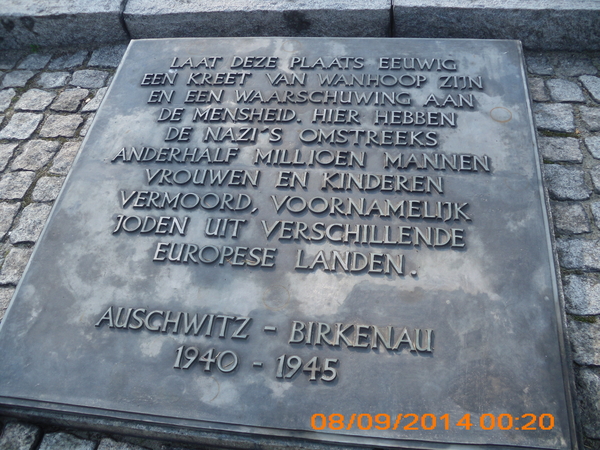 LAAT DEZE PLAATS EEUWIG
EEN KREET VAN WANHOOP ZIJN
EN EEN WAARSCHUWING AAN
DE MENSHEID. HIER HEBBEN
DE NAZI'S OMSTREEKS
ANDERHALF MILLIOEN MANNEN
VROUWEN EN KINDEREN
VERMOORD, VOORNAMELIJK
JODEN UIT VERSCHILLENDE
EUROPESE LANDEN.
AUSCHWITZ - BIRKENAU
1940 - 1945
08/09/2014 00:20